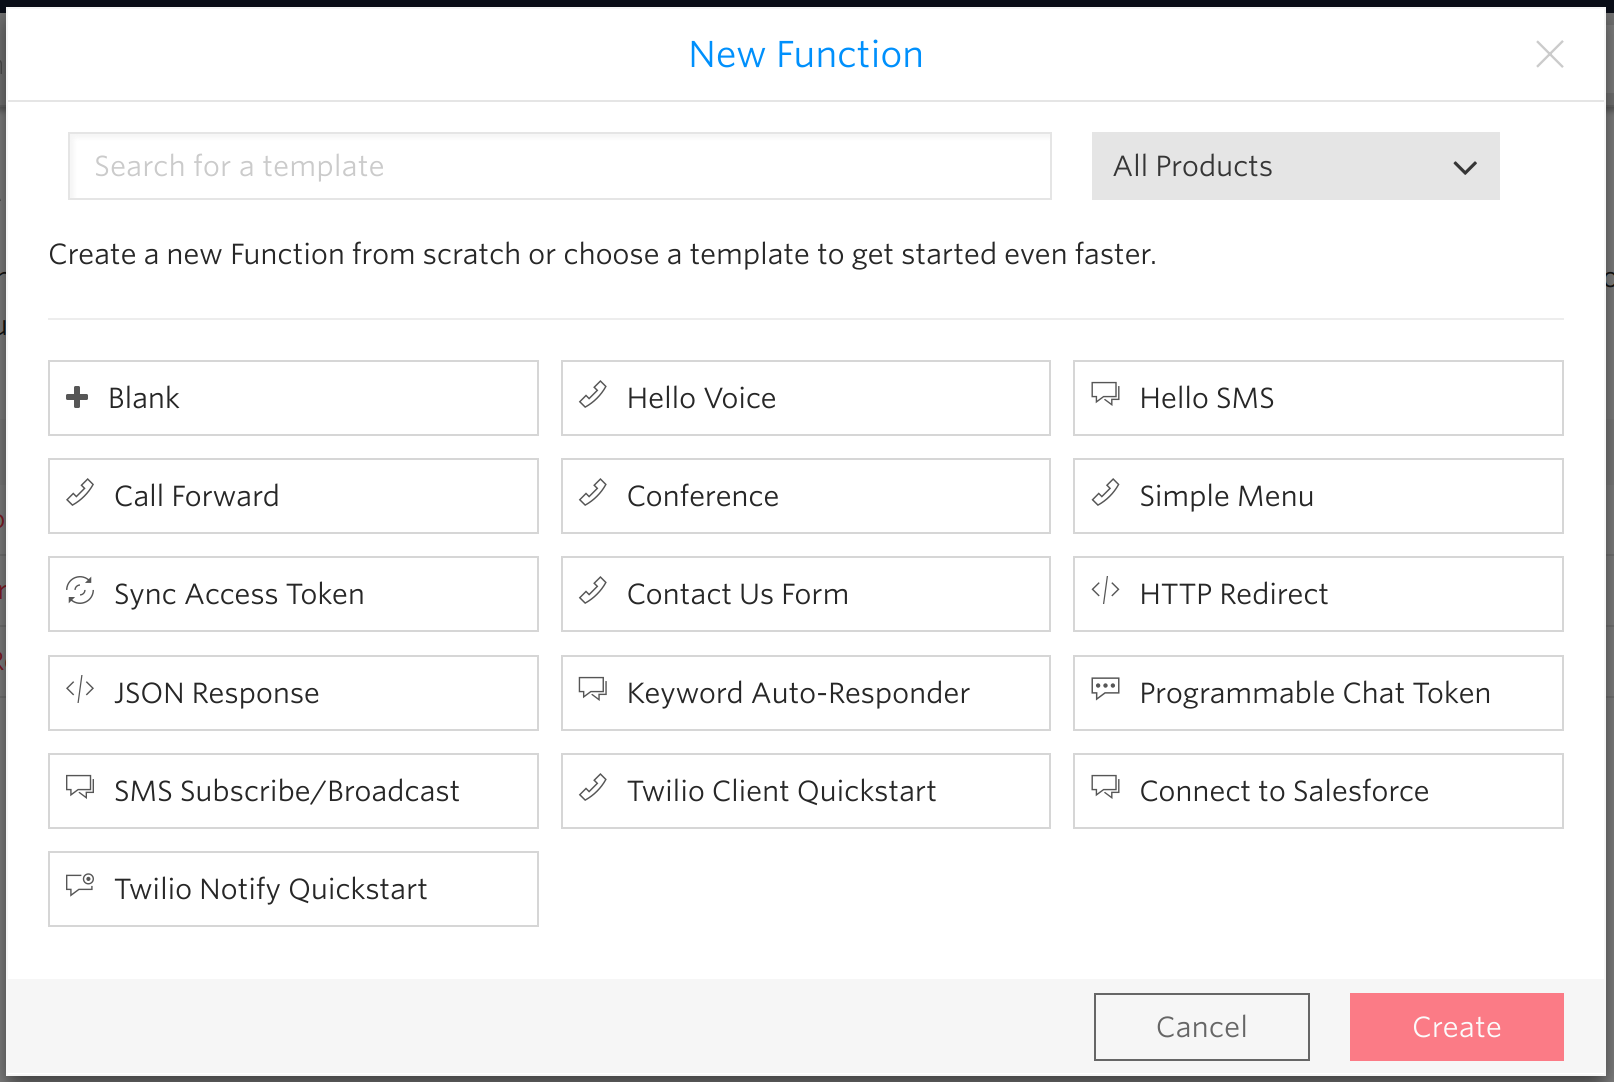 New Function
Search for a template
All Products
Create a new Function from scratch or choose a template to get started even faster.
Blank
Hello Voice
Hello SMS
Call Forward
Conference
Simple Menu
Sync Access Token
Contact Us Form
HTTP Redirect
JSON Response
Keyword Auto-Responder
Programmable Chat Token
SMS Subscribe/Broadcast
Twilio Client Quickstart
Connect to Salesforce
Twilio Notify Quickstart
Cancel
Create